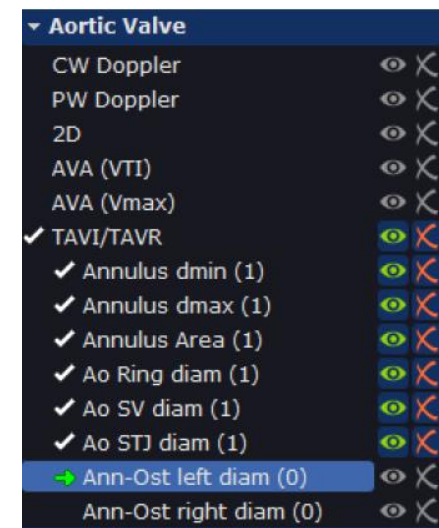 Aortic Valve
CW Doppler
PW Doppler
2D
AVA (VTI)
AVA (Vmax)
TAVI/TAVR
Annulus dmin (1)
Annulus dmax (1)
Annulus Area (1)
Ao Ring diam (1)
Ao SV diam (1)
Ao STJ diam (1)
Ann-Ost left diam (0)
Ann-Ost right diam (0)